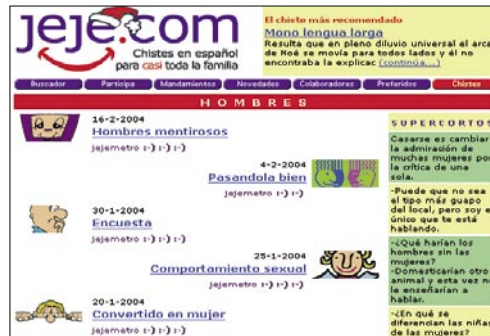 jeje.com
Chistes en español
para casi toda la familia
El chiste más recomendado
Mono lengua larga
Resulta que en pleno diluvio universal el arca
de Noé se movía para todos lados y él no
encontraba la explicac (continúa...)
Buscador
Participa
Mandamientos
Novedades
Colaboradores
Preferidos
Chistes
HOMBRES
16-2-2004
Hombres mentirosos
jejemetro :-) :-) :-)
4-2-2004
Pasandola bien
jejemetro :-) :-)
30-1-2004
Encuesta
jejemetro :-) :-) :-)
25-1-2004
Comportamiento sexual
jejemetro :-) :-) :-)
20-1-2004
Convertido en mujer
jejemetro :-) :-) :-)
SUPERCORTOS
Casarse es cambiar
la admiración de
muchas mujeres por
la crítica de una
sola.
-Puede que no sea
el tipo más guapo
del local, pero soy el
único que te está
hablando.
-¿Qué harían los
hombres sin las
mujeres?
-Domesticarían otro
animal y esta vez no
le enseñarían a
hablar.
-¿En qué se
diferencian las niñas
de las mujeres?